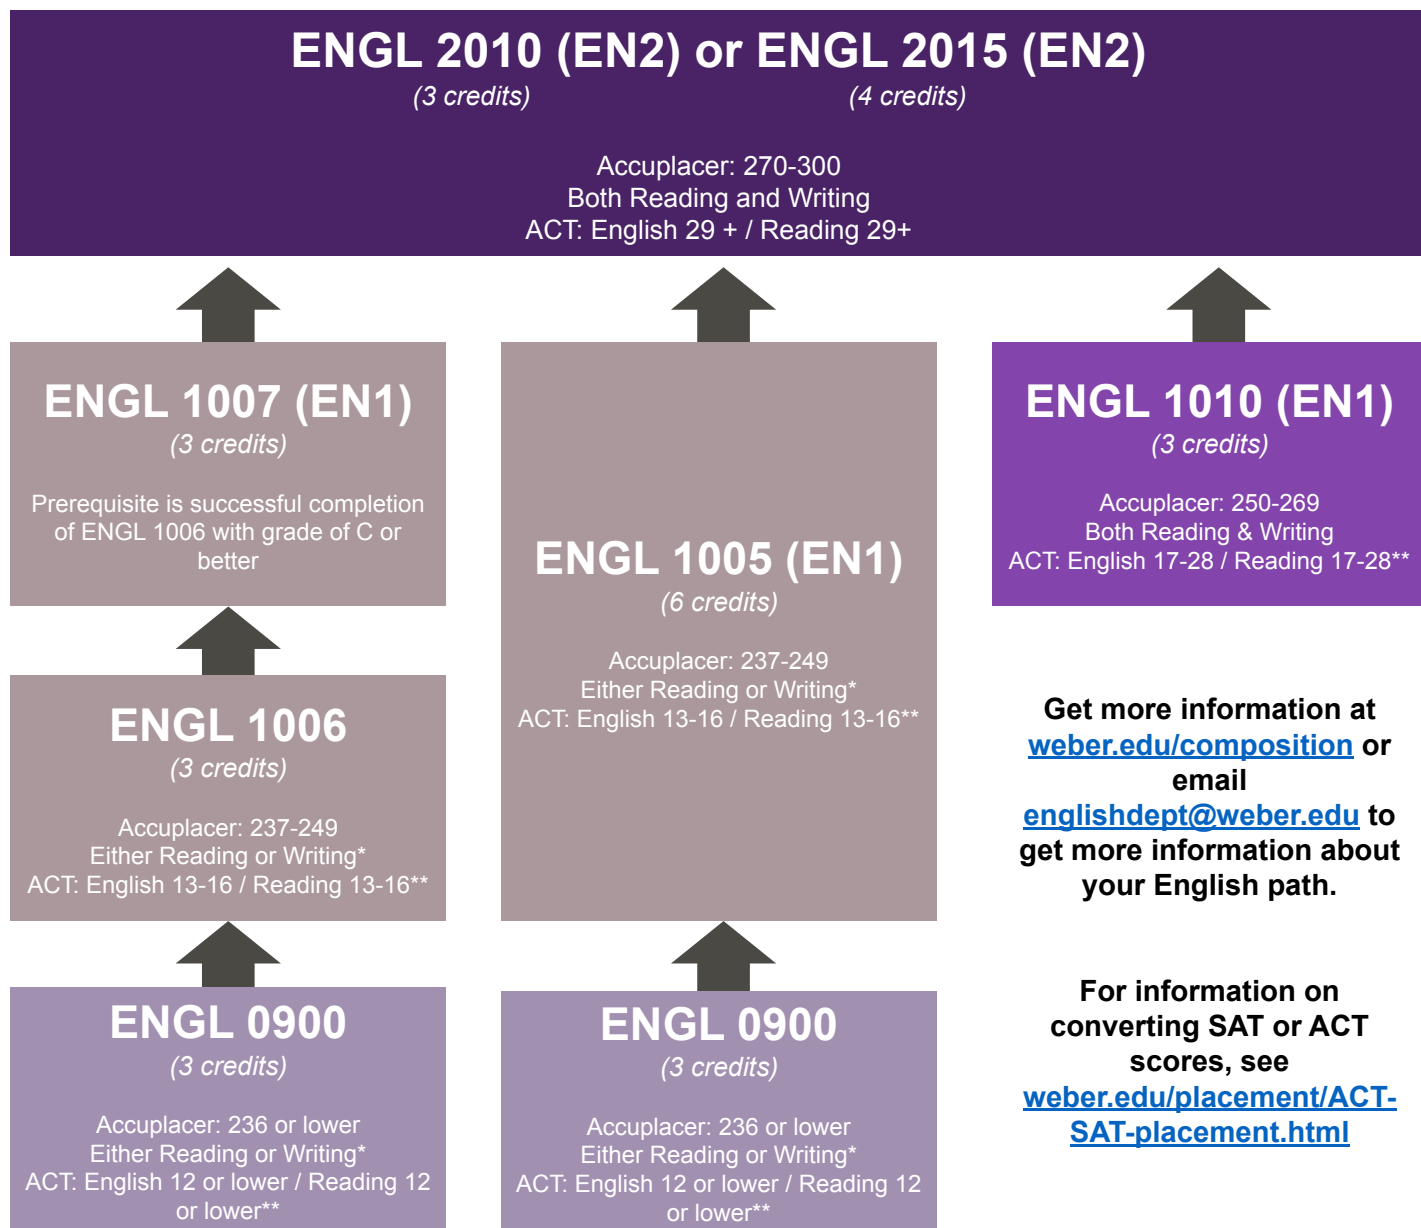 ENGL 2010 (EN2) or ENGL 2015 (EN2)
(3 credits) (4 credits)
Accuplacer: 270-300
Both Reading and Writing
ACT: English 29 + / Reading 29+
ENGL 1007 (EN1)
(3 credits)
Prerequisite is successful completion
of ENGL 1006 with grade of C or
better
ENGL 1006
(3 credits)
Accuplacer: 237-249
Either Reading or Writing*
ACT: English 13-16 / Reading 13-16**
ENGL 0900
(3 credits)
Accuplacer: 236 or lower
Either Reading or Writing*
ACT: English 12 or lower / Reading 12
or lower**
ENGL 1005 (EN1)
(6 credits)
Accuplacer: 237-249
Either Reading or Writing*
ACT: English 13-16 / Reading 13-16**
ENGL 0900
(3 credits)
Accuplacer: 236 or lower
Either Reading or Writing*
ACT: English 12 or lower / Reading 12
or lower**
ENGL 1010 (EN1)
(3 credits)
Accuplacer: 250-269
Both Reading & Writing
ACT: English 17-28 / Reading 17-28**
Get more information at
weber.edu/composition or
email
englishdept@weber.edu to
get more information about
your English path.
For information on
converting SAT or ACT
scores, see
weber.edu/placement/ACT-
SAT-placement.html